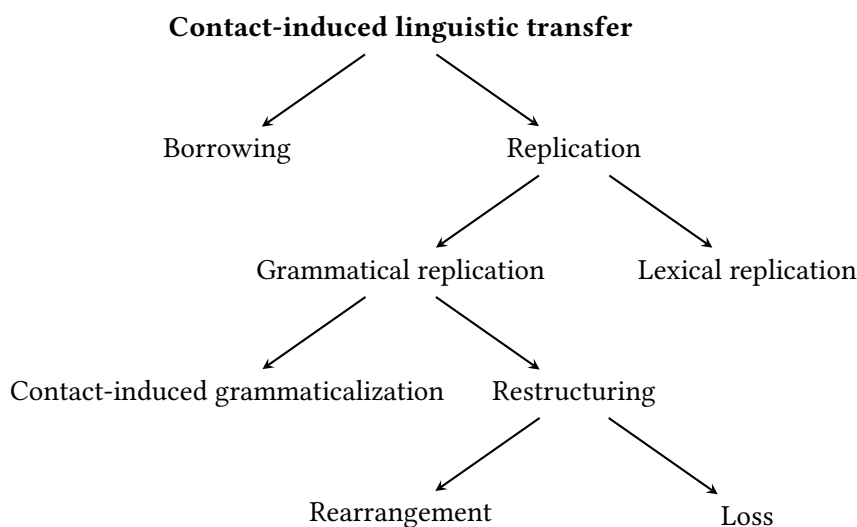 Contact-induced linguistic transfer
Borrowing Replication
Grammatical replication Lexical replication
Contact-induced grammaticalization Restructuring
Rearrangement Loss